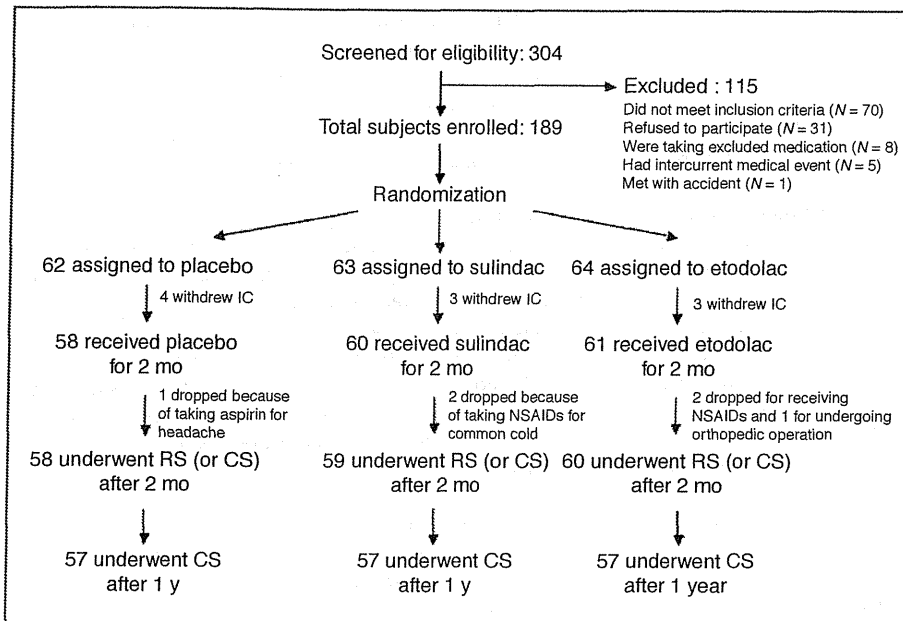 Screened for eligibility: 304
Excluded : 115
Did not meet inclusion criteria (N = 70)
Refused to participate (N = 31)
Were taking excluded medication (N = 8)
Had intercurrent medical event (N = 5)
Met with accident (N = 1)
Total subjects enrolled: 189
Randomization
62 assigned to placebo
4 withdrew IC
58 received placebo
for 2 mo
1 dropped because
of taking aspirin for
headache
58 underwent RS (or CS)
after 2 mo
57 underwent CS
after 1 y
63 assigned to sulindac
3 withdrew IC
60 received sulindac
for 2 mo
2 dropped because
of taking NSAIDs for
common cold
59 underwent RS (or CS)
after 2 mo
57 underwent CS
after 1 y
64 assigned to etodolac
3 withdrew IC
61 received etodolac
for 2 mo
2 dropped for receiving
NSAIDs and 1 for undergoing
orthopedic operation
60 underwent RS (or CS)
after 2 mo
57 underwent CS
after 1 year